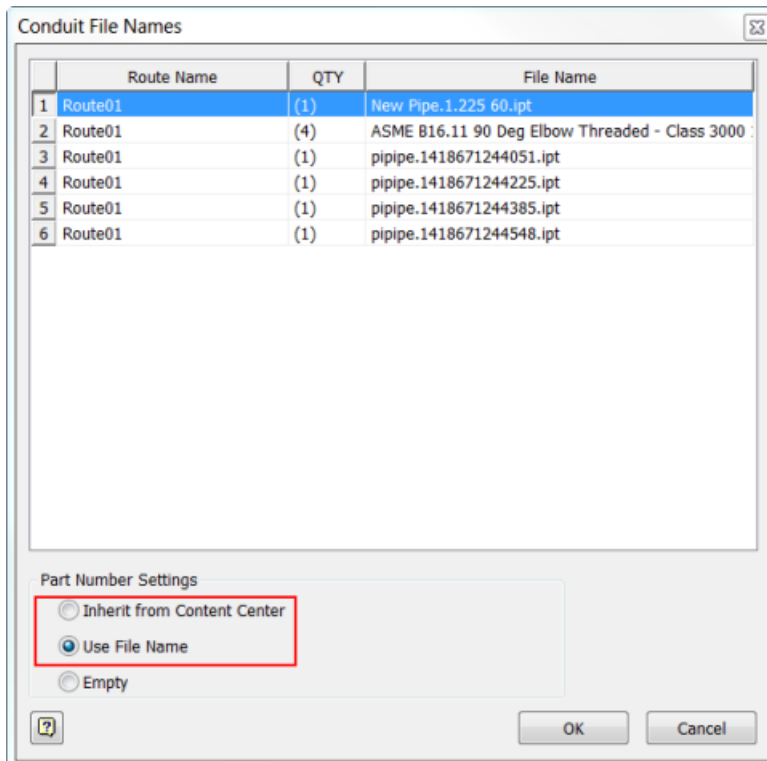 Conduit File Names
Route Name QTY File Name
1 Route01 (1) New Pipe.1.225 60.ipt
2 Route01 (4) ASME B16.11 90 Deg Elbow Threaded - Class 3000
3 Route01 (1) pipipe.1418671244051.ipt
4 Route01 (1) pipipe.1418671244225.ipt
5 Route01 (1) pipipe.1418671244385.ipt
6 Route01 (1) pipipe.1418671244548.ipt
Part Number Settings
Inherit from Content Center
Use File Name
Empty
? OK Cancel